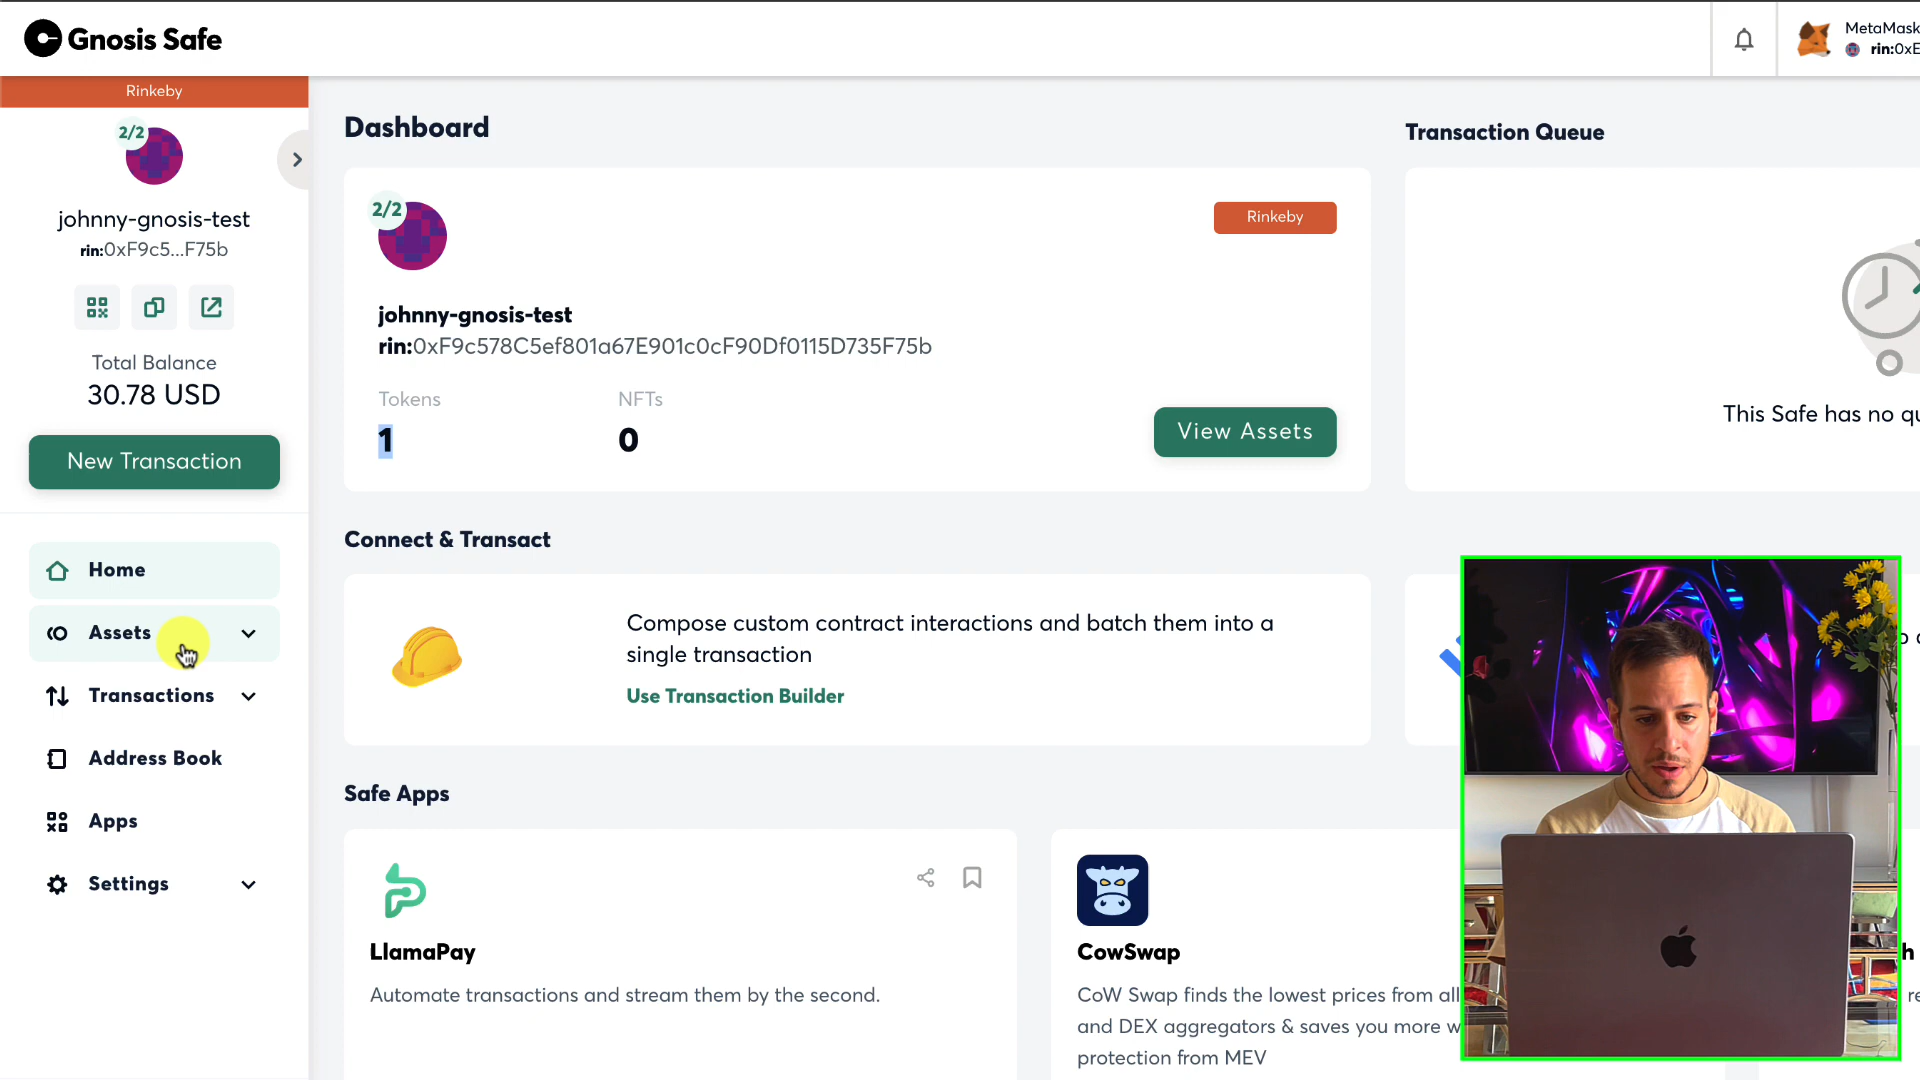 Gnosis Safe
MetaMask
rin:0xE
Rinkeby
2/2
johnny-gnosis-test
rin:0xF9c5...F75b
Total Balance
30.78 USD
New Transaction
Home
Assets
Transactions
Address Book
Apps
Settings
Dashboard
2/2
Rinkeby
johnny-gnosis-test
rin:0xF9c578C5ef801a67E901c0cF90Df0115D735F75b
Tokens
NFTs
1
0
View Assets
Transaction Queue
This Safe has no qu
Connect & Transact
Compose custom contract interactions and batch them into a
single transaction
Use Transaction Builder
Safe Apps
LlamaPay
Automate transactions and stream them by the second.
CowSwap
CoW Swap finds the lowest prices from all
and DEX aggregators & saves you more w
protection from MEV